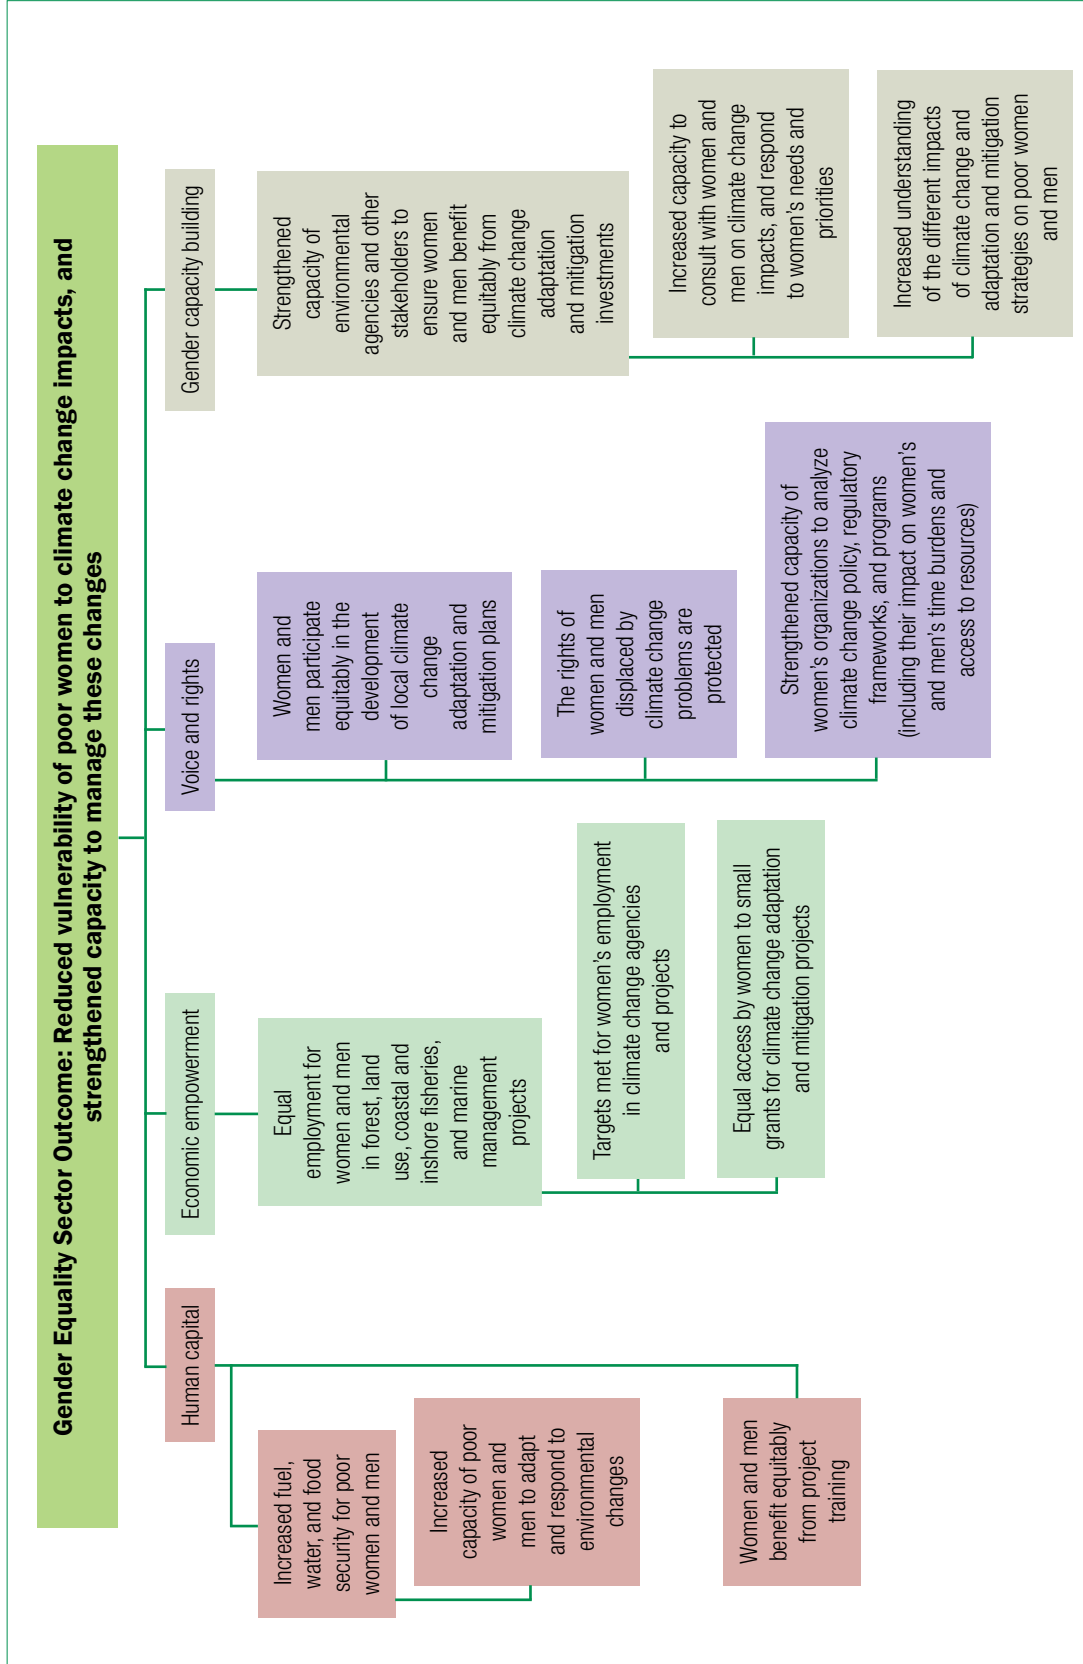 Gender Equality Sector Outcome: Reduced vulnerability of poor women to climate change impacts, and
strengthened capacity to manage these changes
Human capital
Increased fuel,
water, and food
security for poor
women and men
Increased
capacity of poor
women and
men to adapt
and respond to
environmental
changes
Women and men
benefit equitably
from project
training
Economic empowerment
Equal
employment for
women and men
in forest, land
use, coastal and
inshore fisheries,
and marine
management
projects
Targets met for women’s employment
in climate change agencies
and projects
Equal access by women to small
grants for climate change adaptation
and mitigation projects
Voice and rights
Women and
men participate
equitably in the
development
of local climate
change
adaptation and
mitigation plans
The rights of
women and men
displaced by
climate change
problems are
protected
Strengthened capacity of
women’s organizations to analyze
climate change policy, regulatory
frameworks, and programs
(including their impact on women’s
and men’s time burdens and
access to resources)
Gender capacity building
Strengthened
capacity of
environmental
agencies and other
stakeholders to
ensure women
and men benefit
equitably from
climate change
adaptation
and mitigation
investments
Increased capacity to
consult with women and
men on climate change
impacts, and respond
to women’s needs and
priorities
Increased understanding
of the different impacts
of climate change and
adaptation and mitigation
strategies on poor women
and men